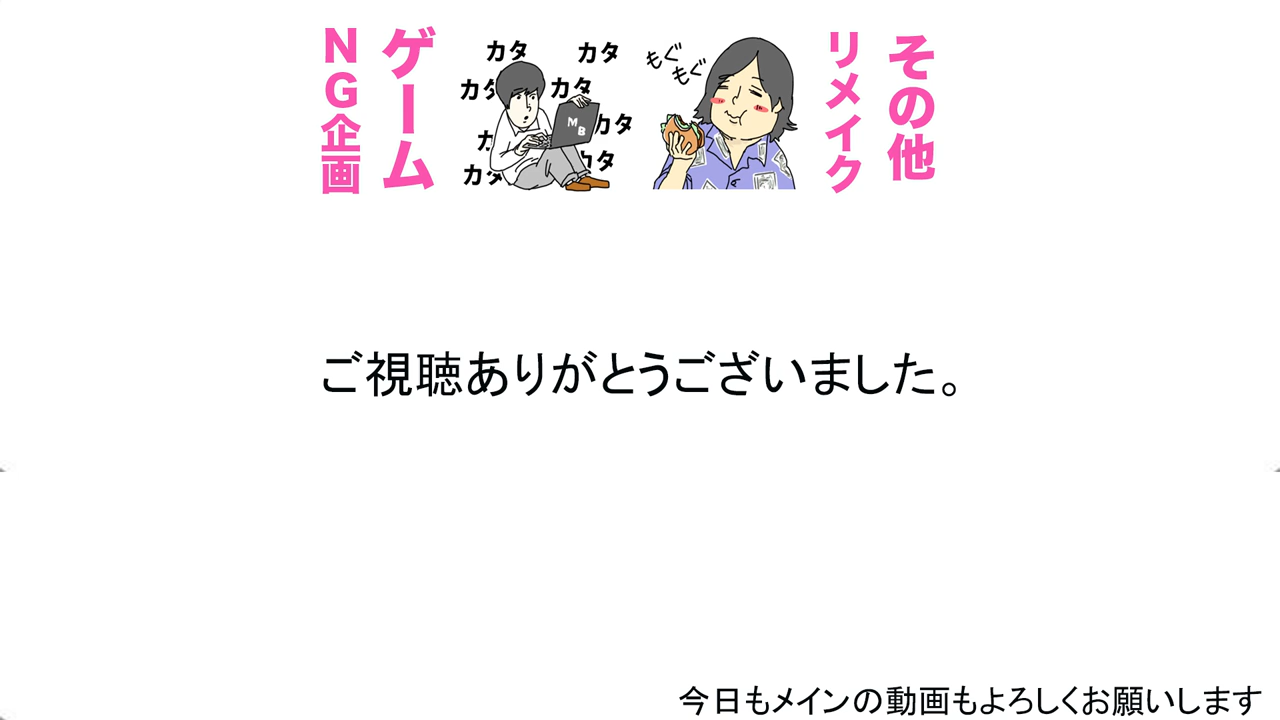 ゲーム
NG企画
カタ
カタ
カタ
カタ
カタ
カタ
カタ
カタ
MB
もぐ
もぐ
その他
リメイク
ご視聴ありがとうございました。
今日もメインの動画もよろしくお願いします